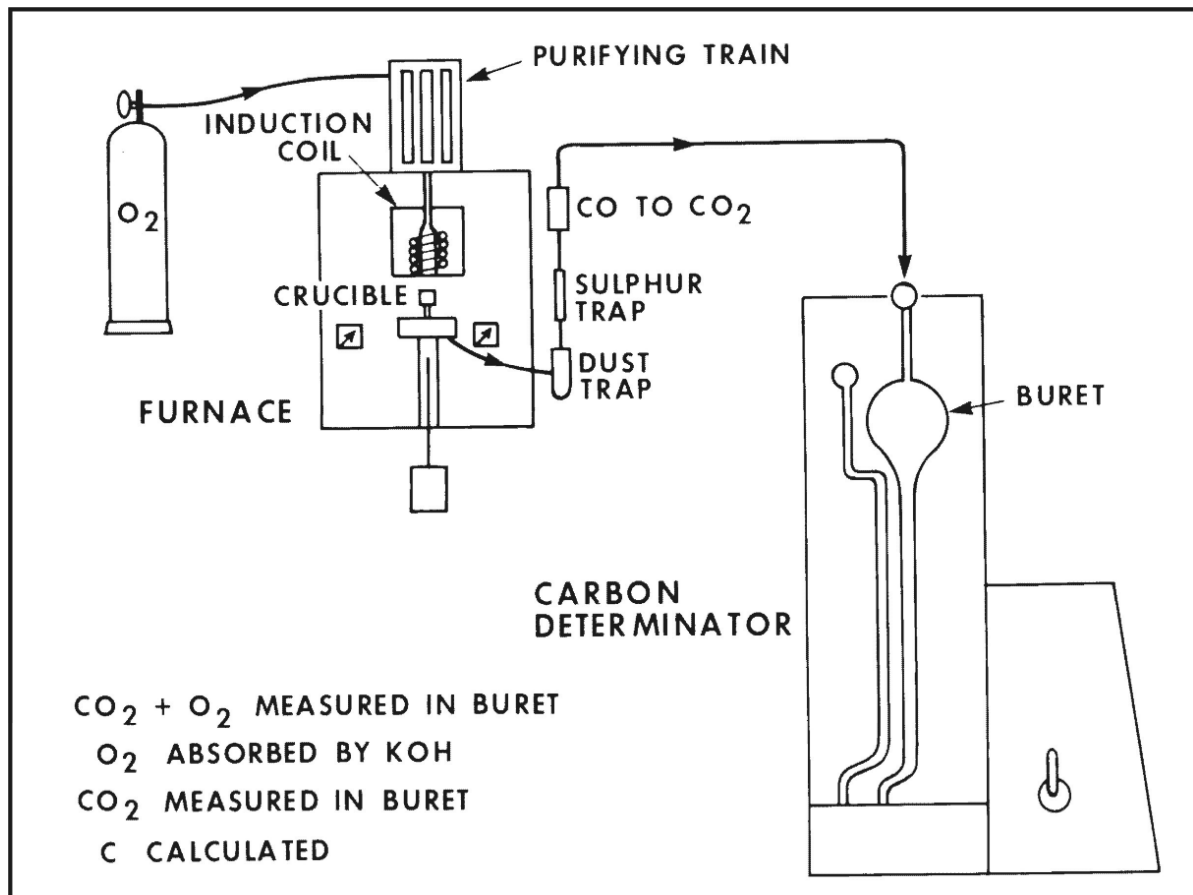 PURIFYING TRAIN
INDUCTION
COIL
O2
CO TO CO2
CRUCIBLE
SULPHUR
TRAP
DUST
TRAP
FURNACE
BURET
CARBON
DETERMINATOR
CO2 + O2 MEASURED IN BURET
O2 ABSORBED BY KOH
CO2 MEASURED IN BURET
C CALCULATED